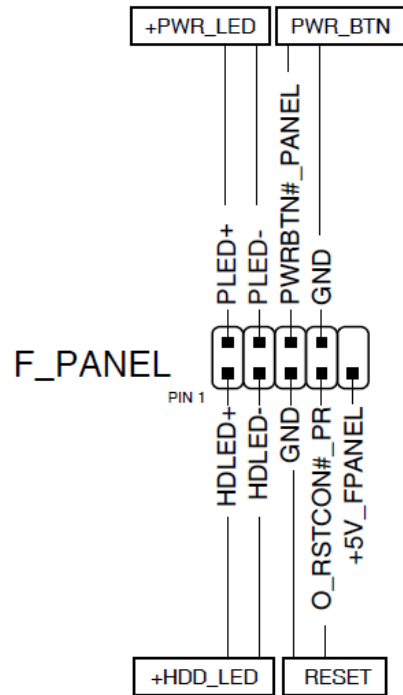 +PWR_LED
PWR_BTN
PLED+
PLED-
PWRBTN#_PANEL
GND
F_PANEL
PIN 1
HDLED+
HDLED-
GND
O_RSTCON#_PR
+5V_FPANEL
+HDD_LED
RESET